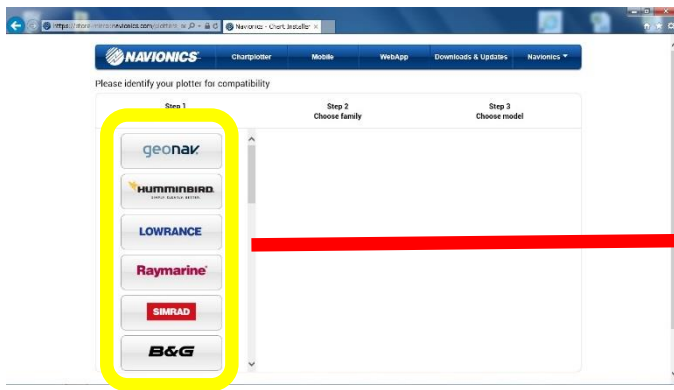 Navionics - Chart Installer
NAVIONICS
Chartplotter Mobile WebApp Downloads & Updates Navionics
Please identify your plotter for compatibility
Step 1 Step 2 Step 3
Choose family Choose model
geonav
HUMMINBIRD
LOWRANCE
Raymarine
SIMRAD
B&G